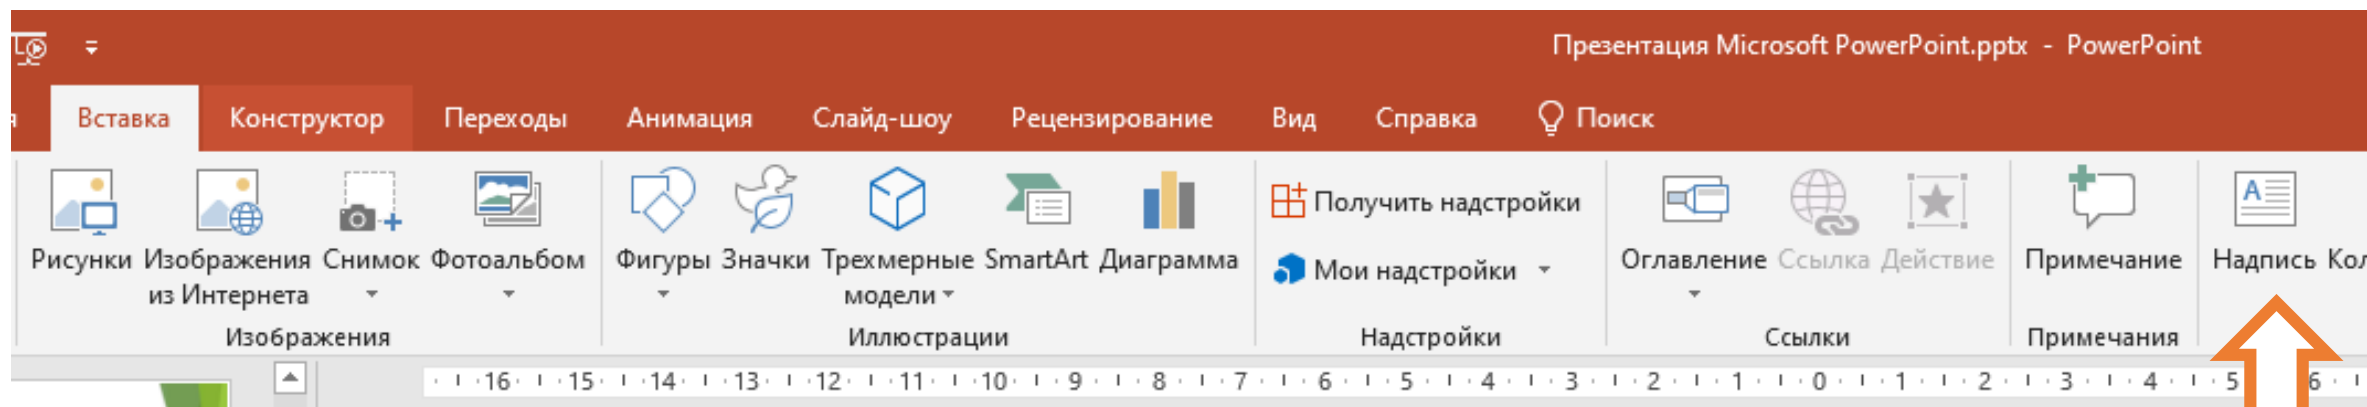 Презентация Microsoft PowerPoint.pptx - PowerPoint
Вставка Конструктор Переходы Анимация Слайд-шоу Рецензирование Вид Справка Поиск
Получить надстройки
Рисунки Изображения Снимок Фотоальбом Фигуры Значки Трехмерные SmartArt Диаграмма Мои надстройки Оглавление Ссылка Действие Примечание Надпись Кол
из Интернета модели
Изображения Иллюстрации Надстройки Ссылки Примечания
16 15 14 13 12 11 10 9 8 7 6 5 4 3 2 1 0 1 2 3 4 5 6